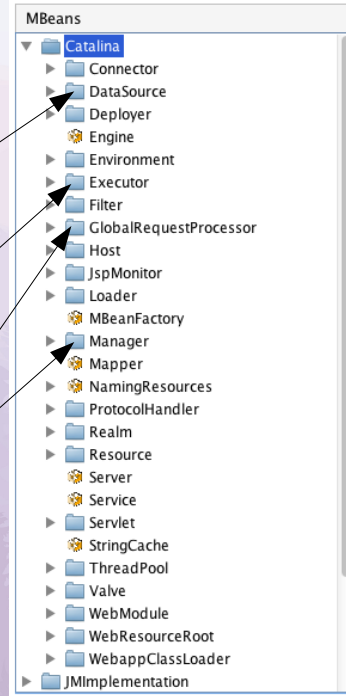 MBeans
Catalina
Connector
DataSource
Deployer
Engine
Environment
Executor
Filter
GlobalRequestProcessor
Host
JspMonitor
Loader
MBeanFactory
Manager
Mapper
NamingResources
ProtocolHandler
Realm
Resource
Server
Service
Servlet
StringCache
ThreadPool
Valve
WebModule
WebResourceRoot
WebappClassLoader
JMImplementation